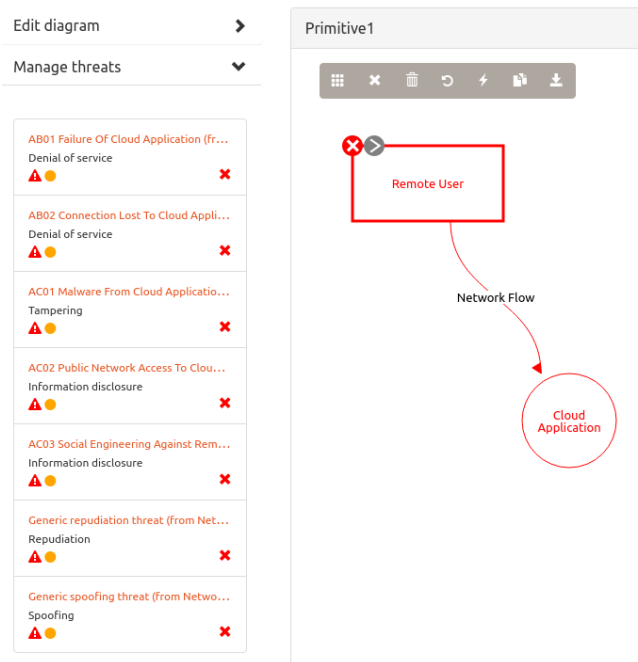 Edit diagram
Manage threats
AB01 Failure Of Cloud Application (fr...
Denial of service
AB02 Connection Lost To Cloud Appli...
Denial of service
AC01 Malware From Cloud Applicatio...
Tampering
AC02 Public Network Access To Clou...
Information disclosure
AC03 Social Engineering Against Rem...
Information disclosure
Generic repudiation threat (from Net...
Repudiation
Generic spoofing threat (from Netwo...
Spoofing
Primitive1
Remote User
Network Flow
Cloud
Application